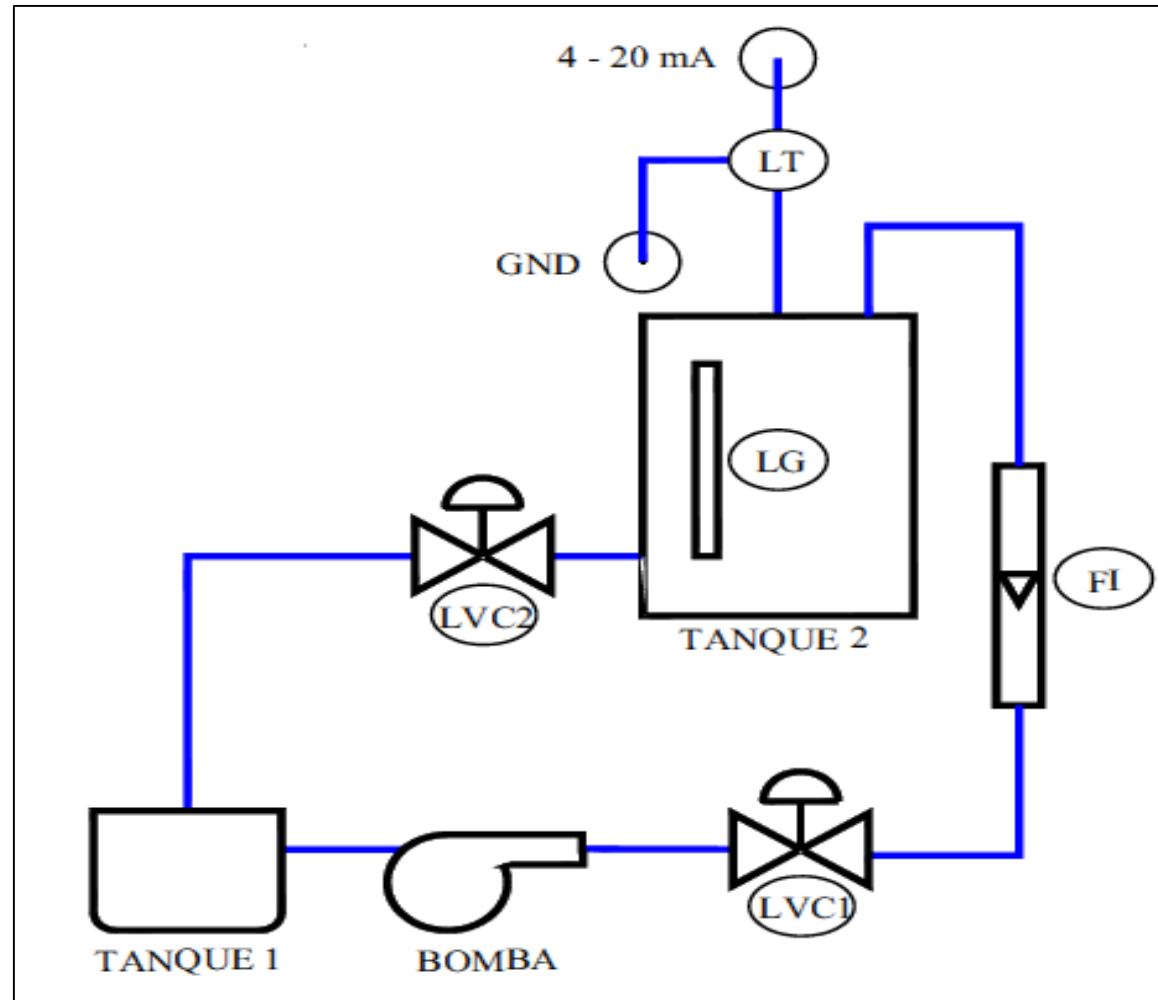 4 - 20 mA
LT
GND
LG
FI
LVC2
TANQUE 2
LVC1
TANQUE 1
BOMBA